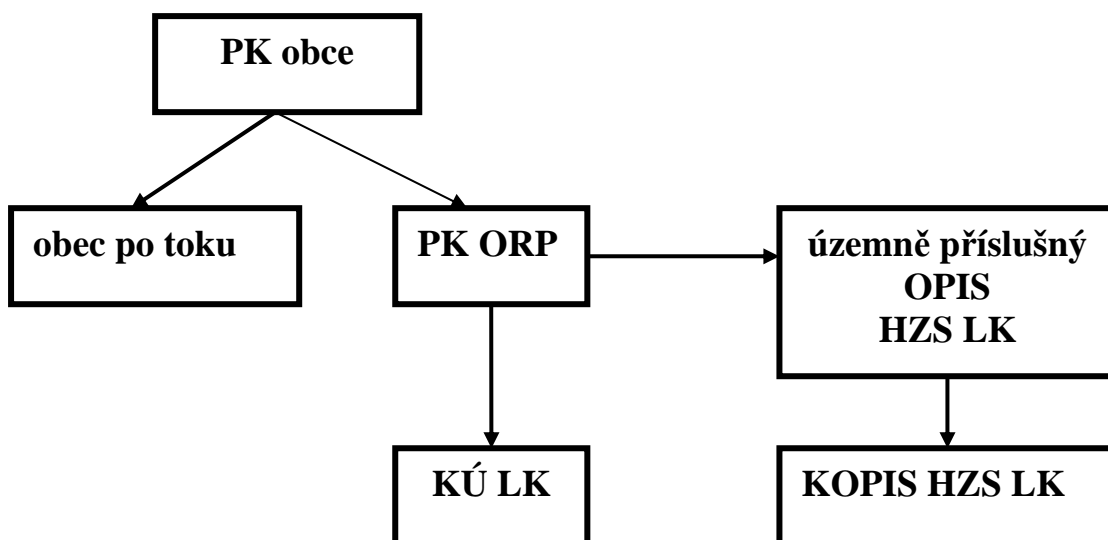 PK obce
obec po toku
PK ORP
územně příslušný
OPIS
HZS LK
KÚ LK
KOPIS HZS LK